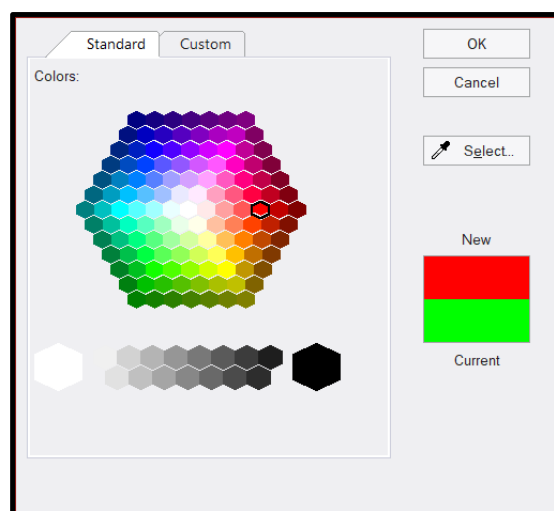 Standard
Custom
OK
Colors:
Cancel
Select...
New
Current